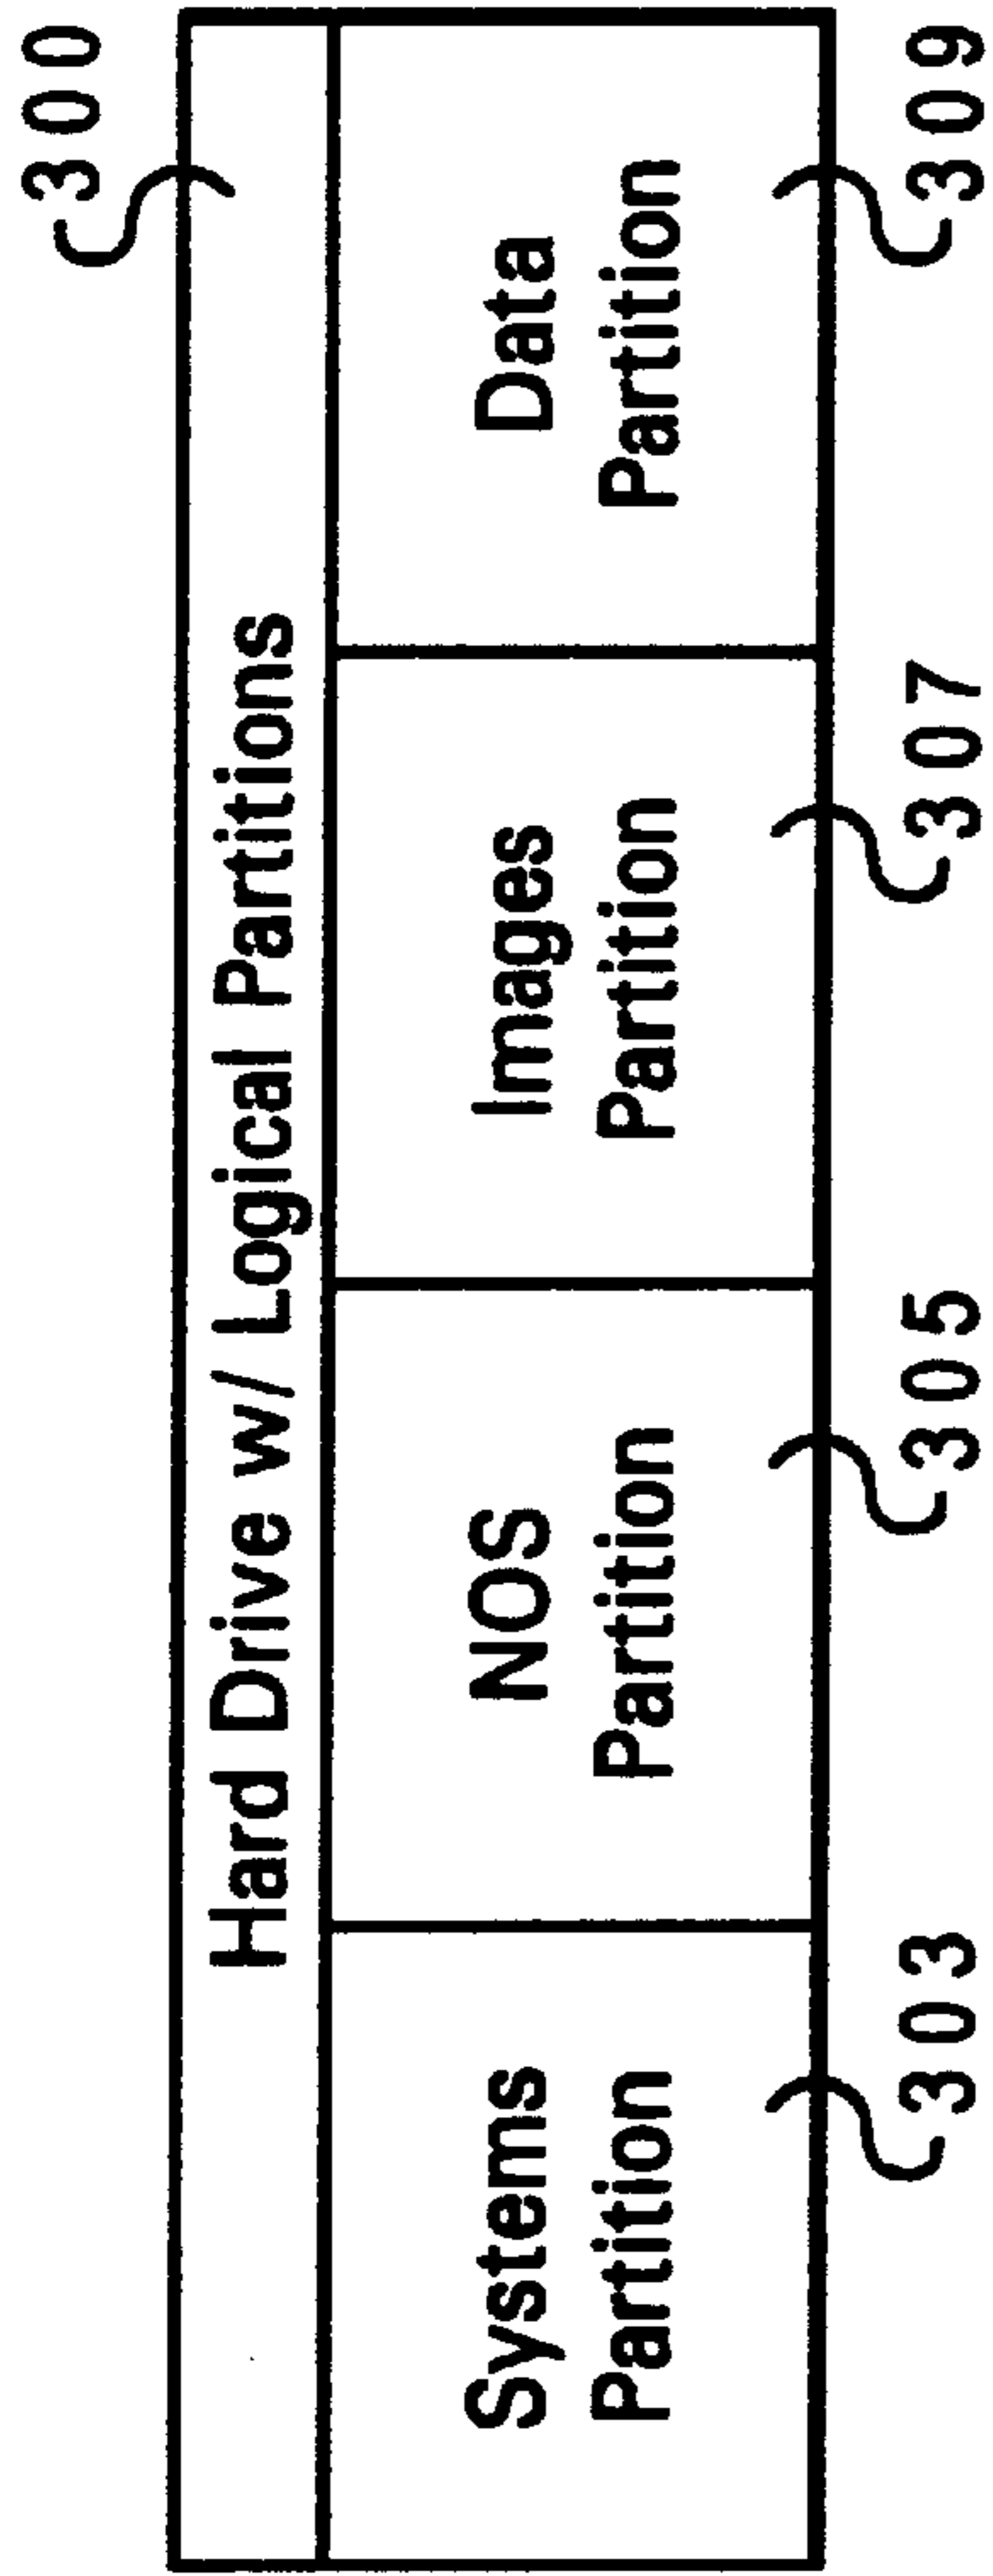 300
Hard Drive w/ Logical Partitions
Systems
Partition
NOS
Partition
Images
Partition
Data
Partition
303
305
307
309